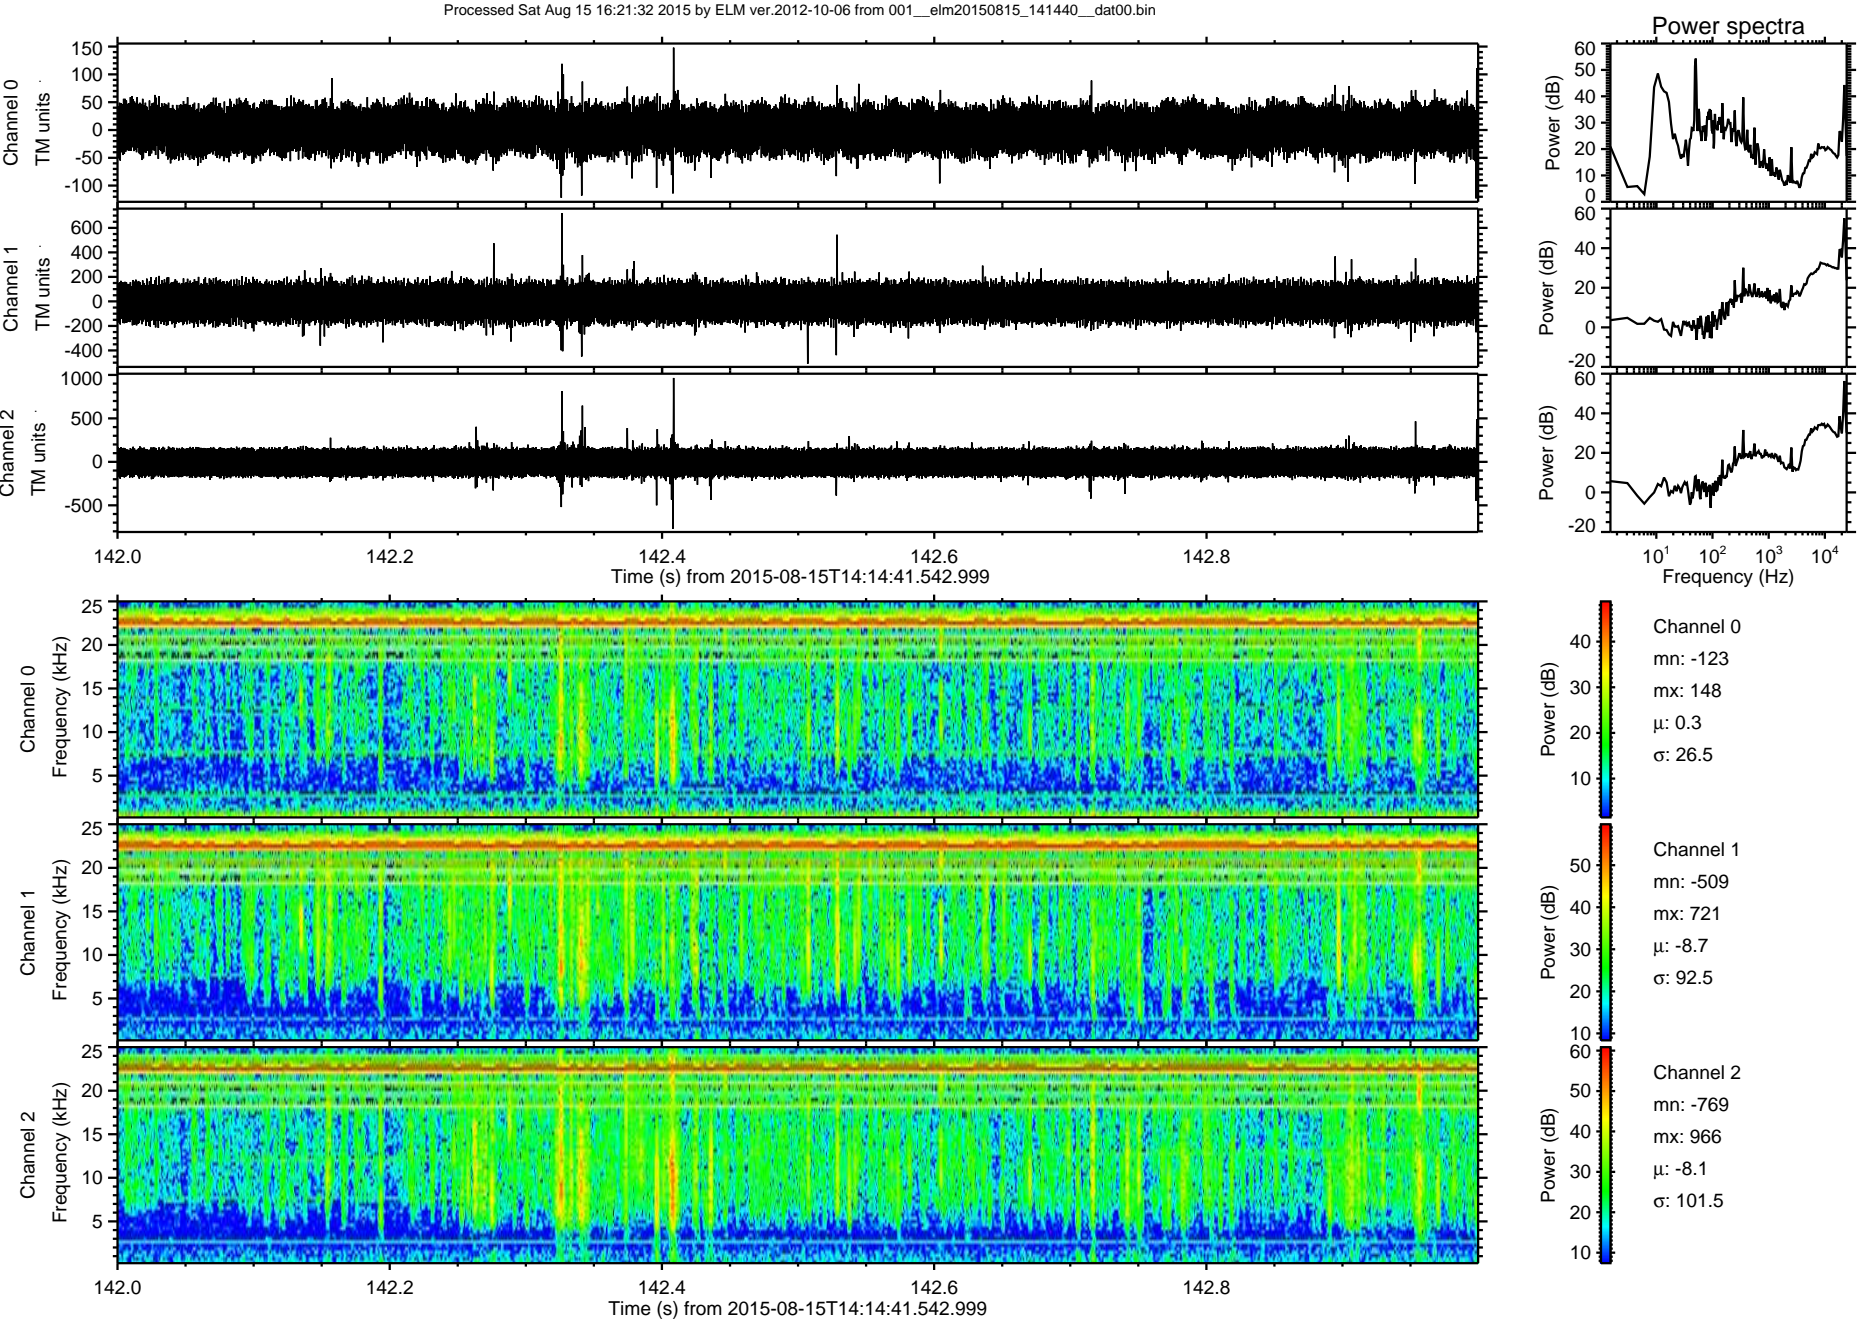 Processed Sat Aug 15 16:21:32 2015 by ELM ver.2012-10-06 from 001__elm20150815_141440__dat00.bin
Power spectra
Channel 0
TM units
150
100
50
0
-50
-100
Power (dB)
60
50
40
30
20
10
0
Channel 1
TM units
600
400
200
0
-200
-400
Power (dB)
60
40
20
0
-20
Channel 2
TM units
1000
500
0
-500
Power (dB)
60
40
20
0
-20
142.0 142.2 142.4 142.6 142.8
Time (s) from 2015-08-15T14:14:41.542.999
10^1 10^2 10^3 10^4
Frequency (Hz)
Channel 0
Frequency (kHz)
25
20
15
10
5
Power (dB)
40
30
20
10
Channel 0
mn: -123
mx: 148
μ: 0.3
σ: 26.5
Channel 1
Frequency (kHz)
25
20
15
10
5
Power (dB)
50
40
30
20
10
Channel 1
mn: -509
mx: 721
μ: -8.7
σ: 92.5
Channel 2
Frequency (kHz)
25
20
15
10
5
Power (dB)
60
50
40
30
20
10
Channel 2
mn: -769
mx: 966
μ: -8.1
σ: 101.5
142.0 142.2 142.4 142.6 142.8
Time (s) from 2015-08-15T14:14:41.542.999